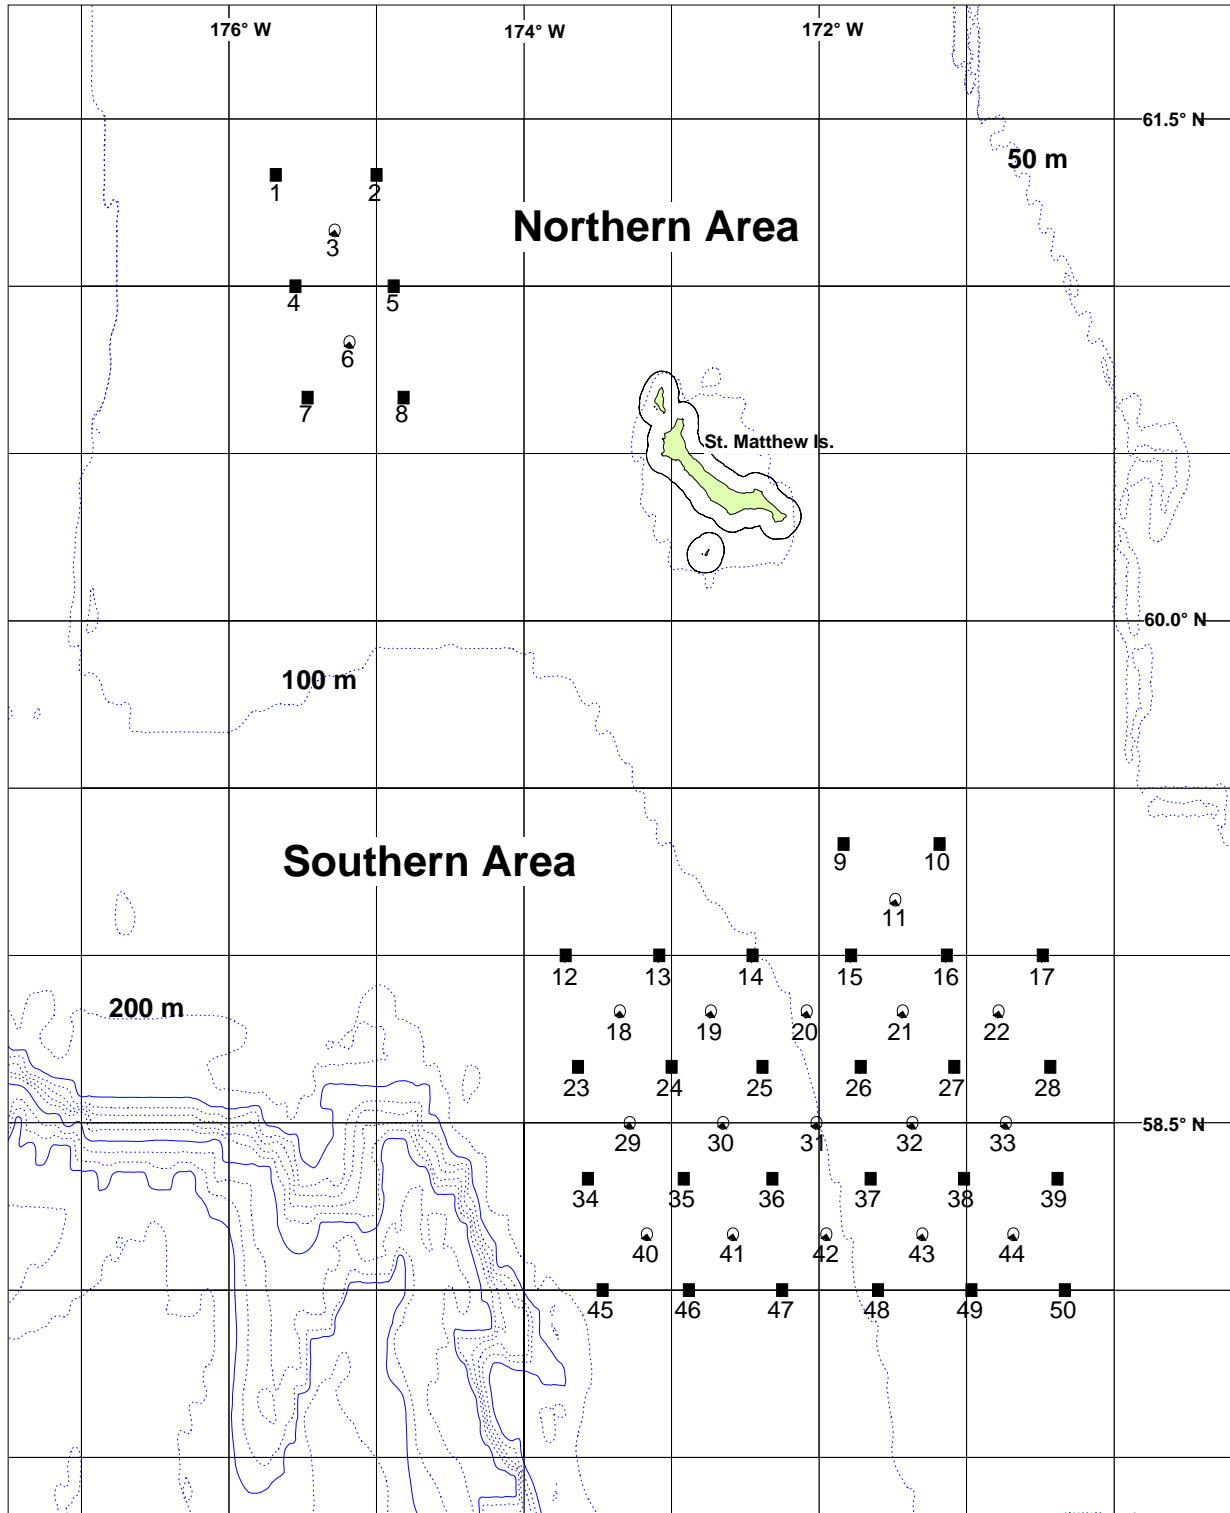 176° W 174° W 172° W
61.5° N
50 m
1 2
Northern Area
3
4 5
6
7 8
St. Matthew Is.
60.0° N
100 m
Southern Area
9 10
11
12 13 14 15 16 17
200 m
18 19 20 21 22
23 24 25 26 27 28
58.5° N
29 30 31 32 33
34 35 36 37 38 39
40 41 42 43 44
45 46 47 48 49 50